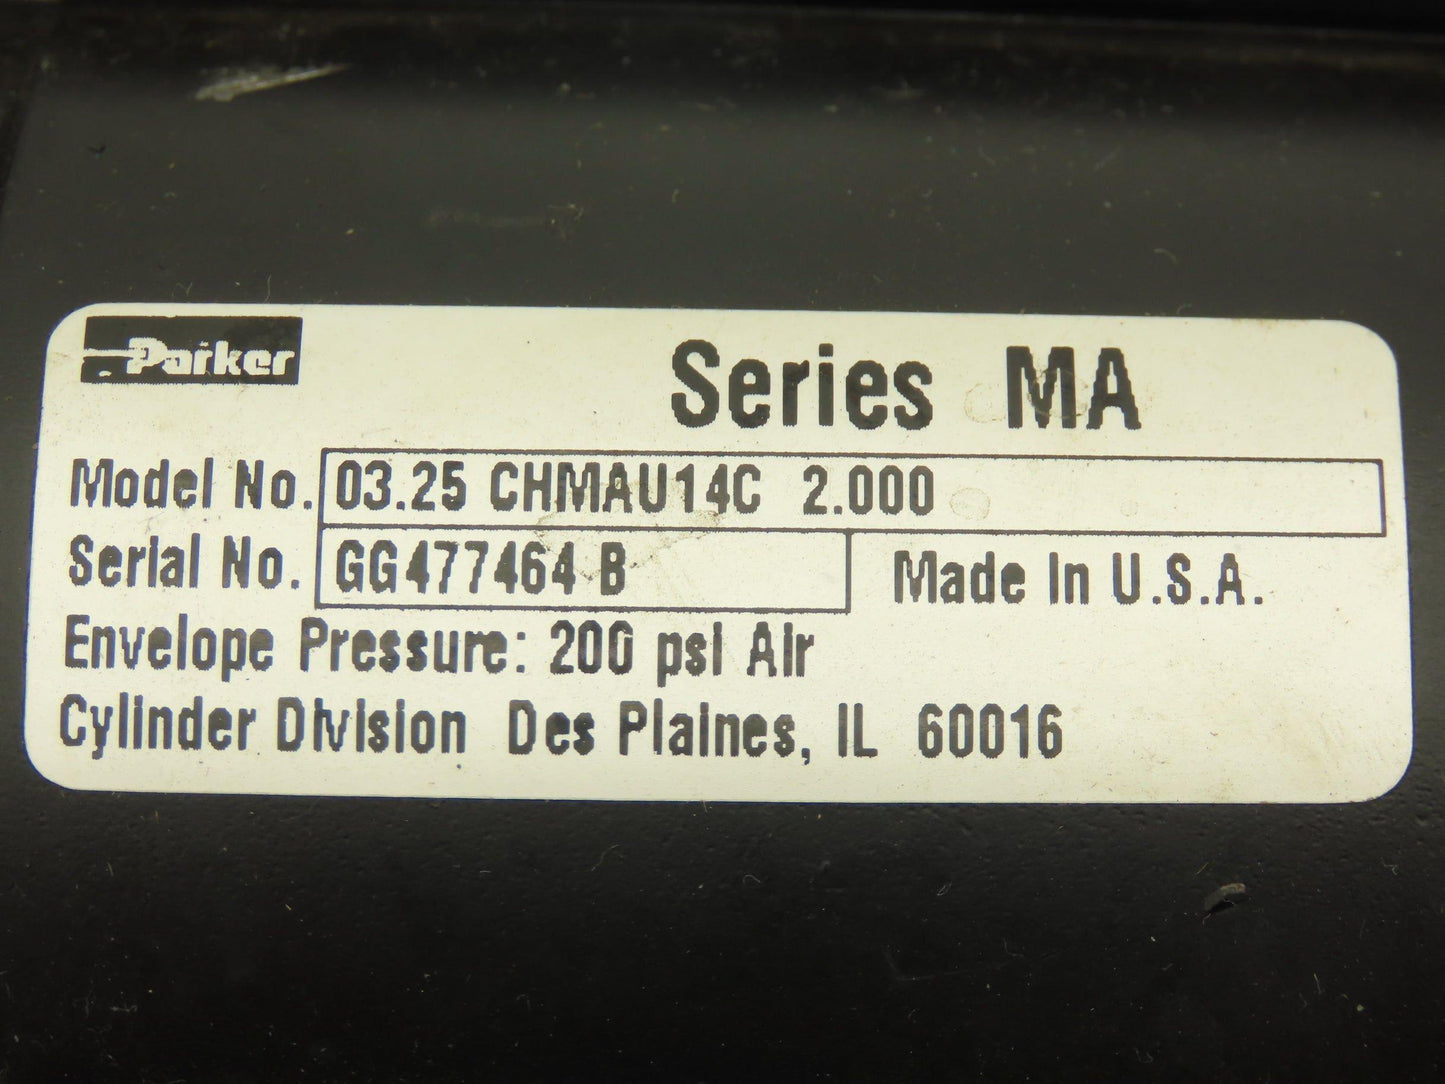 Parker
Series MA
Model No. 03.25 CHMAU14C 2.000
Serial No. GG477464 B Made In U.S.A.
Envelope Pressure: 200 psi Air
Cylinder Division Des Plaines, IL 60016